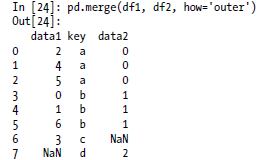 In [24]: pd.merge(df1, df2, how='outer')
Out[24]:
   data1 key  data2
0      2   a      0
1      4   a      0
2      5   a      0
3      0   b      1
4      1   b      1
5      6   b      1
6      3   c    NaN
7    NaN   d      2